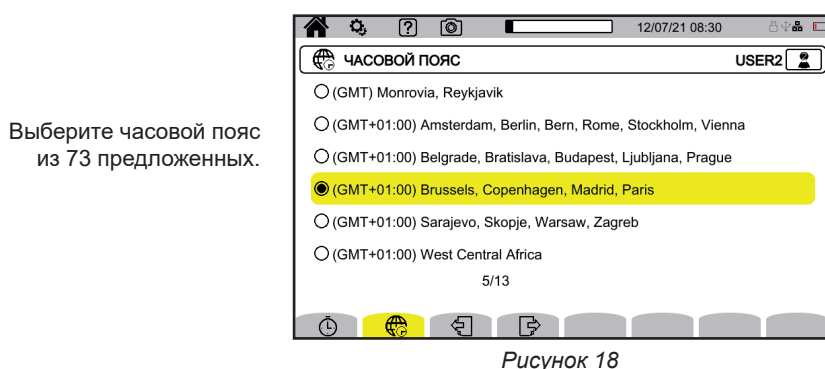 12/07/21 08:30
ЧАСОВОЙ ПОЯС
USER2
Выберите часовой пояс
из 73 предложенных.
(GMT) Monrovia, Reykjavik
(GMT+01:00) Amsterdam, Berlin, Bern, Rome, Stockholm, Vienna
(GMT+01:00) Belgrade, Bratislava, Budapest, Ljubljana, Prague
(GMT+01:00) Brussels, Copenhagen, Madrid, Paris
(GMT+01:00) Sarajevo, Skopje, Warsaw, Zagreb
(GMT+01:00) West Central Africa
5/13
Рисунок 18